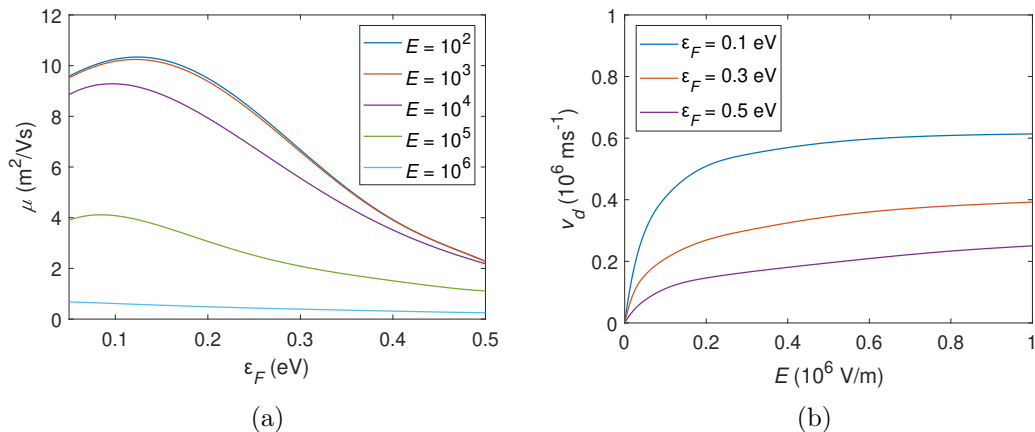 μ (m²/Vs)
12
10
8
6
4
2
0
0.1
0.2
0.3
0.4
0.5
ε_F (eV)
E = 10²
E = 10³
E = 10⁴
E = 10⁵
E = 10⁶
(a)
v_d (10⁶ ms⁻¹)
1
0.8
0.6
0.4
0.2
0
0
0.2
0.4
0.6
0.8
1
E (10⁶ V/m)
ε_F = 0.1 eV
ε_F = 0.3 eV
ε_F = 0.5 eV
(b)